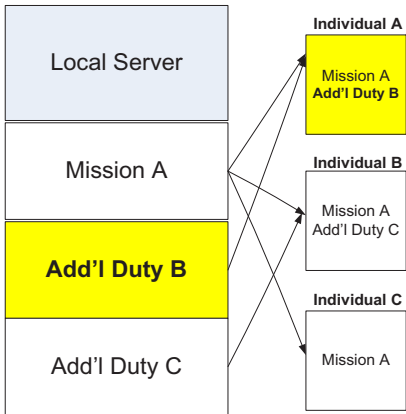 Local Server
Mission A
Add'l Duty B
Add'l Duty C
Individual A
Mission A
Add'l Duty B
Individual B
Mission A
Add'l Duty C
Individual C
Mission A